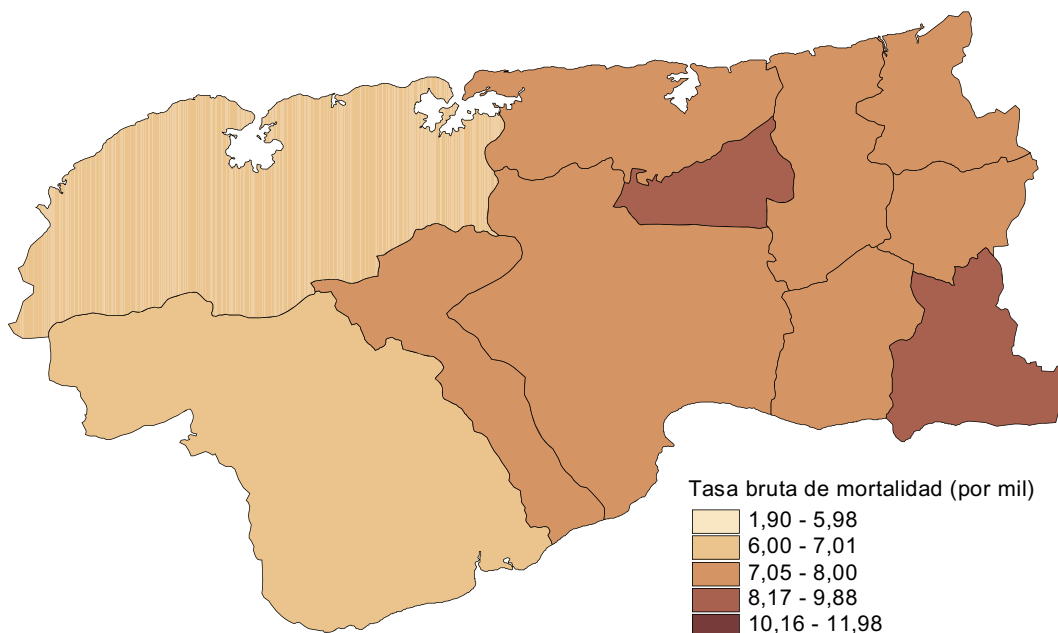 Tasa bruta de mortalidad (por mil)
1,90 - 5,98
6,00 - 7,01
7,05 - 8,00
8,17 - 9,88
10,16 - 11,98